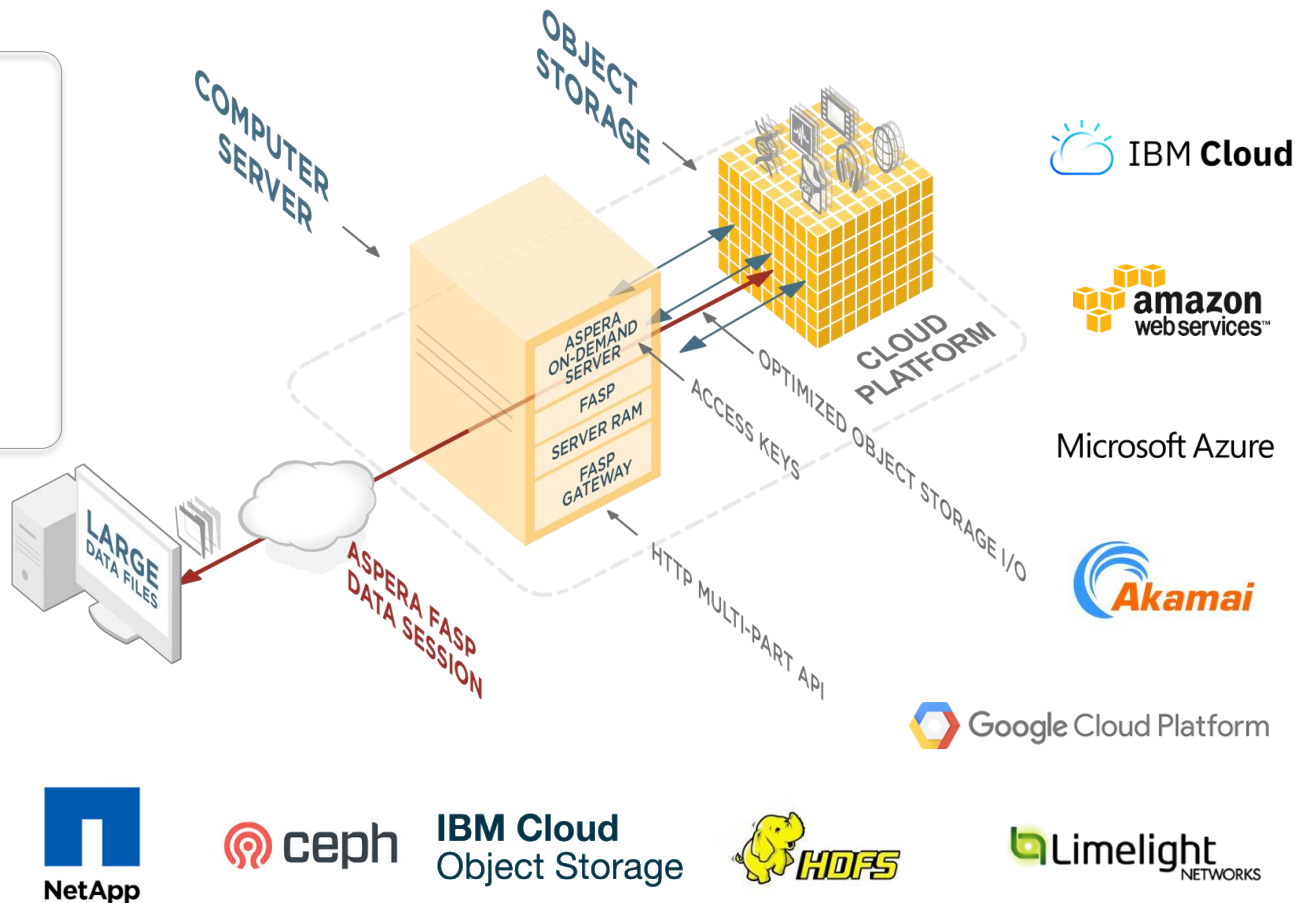 OBJECT
STORAGE
COMPUTER
SERVER
IBM Cloud
amazon
webservices™
ASPERA
ON-DEMAND
SERVER
FASP
SERVER RAM
FASP
GATEWAY
CLOUD
PLATFORM
OPTIMIZED OBJECT STORAGE I/O
ACCESS KEYS
HTTP MULTI-PART API
Microsoft Azure
LARGE
DATA FILES
ASPERA FASP
DATA SESSION
Akamai
Google Cloud Platform
NetApp
ceph
IBM Cloud
Object Storage
HDFS
Limelight
NETWORKS
PDF